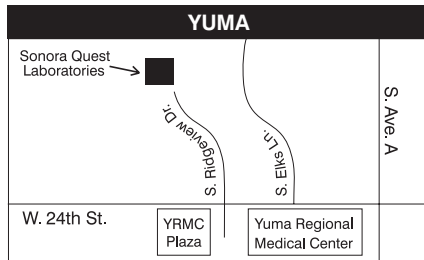 YUMA
Sonora Quest
Laboratories
S. Ridgeview Dr.
S. Elks Ln.
S. Ave. A
W. 24th St.
YRMC
Plaza
Yuma Regional
Medical Center